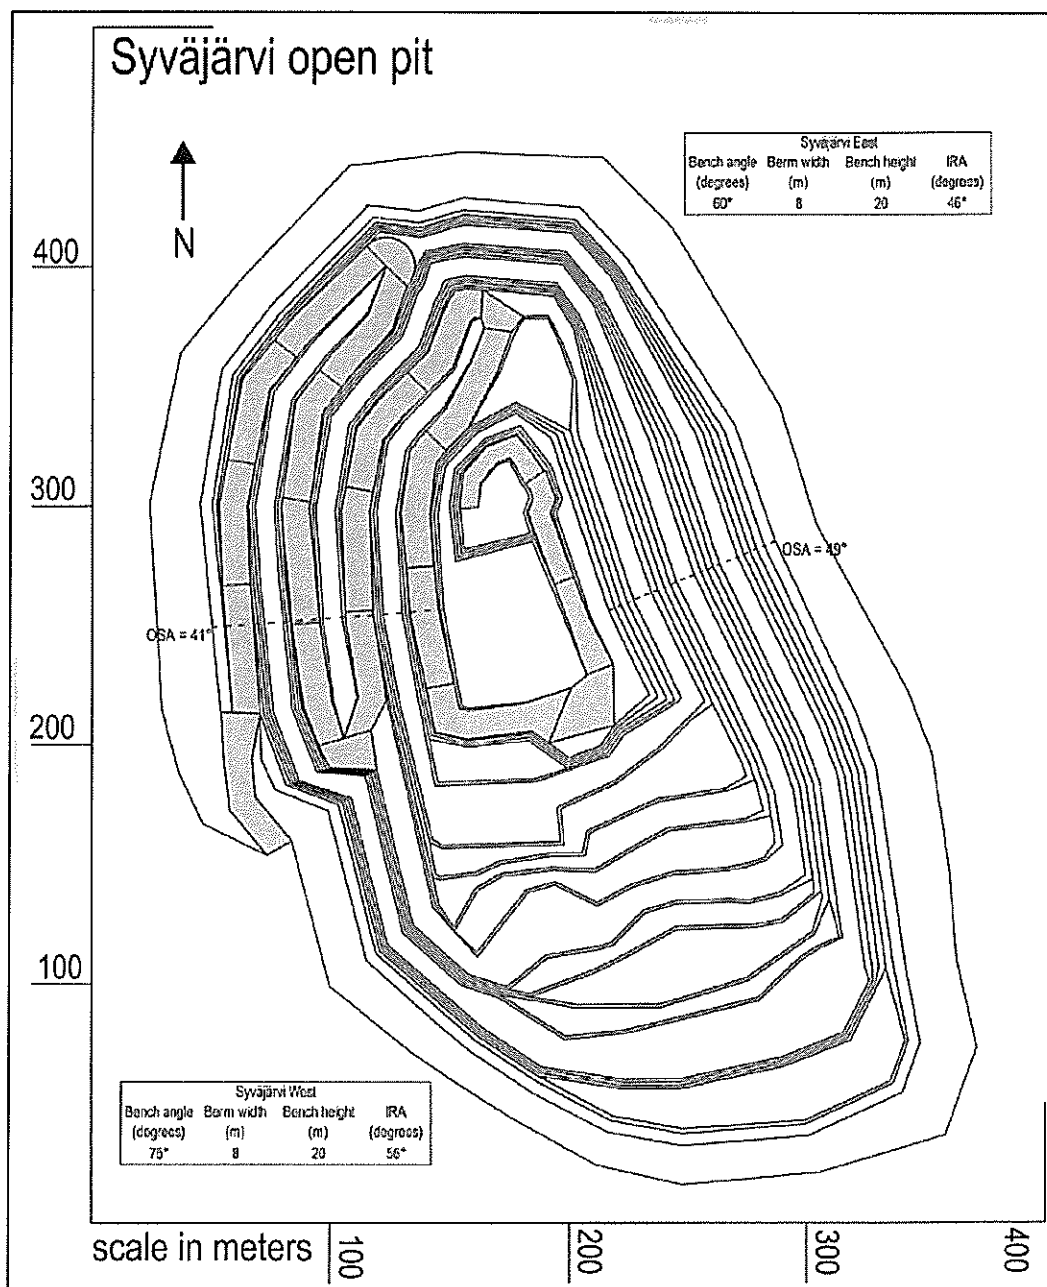 Syväjärvi open pit
N
Syväjärvi East
Bench angle Berm width Bench height IRA
(degrees) (m) (m) (degrees)
60° 8 20 46°
400
300
OSA = 49°
OSA = 41°
200
100
Syväjärvi West
Bench angle Berm width Bench height IRA
(degrees) (m) (m) (degrees)
75° 8 20 56°
scale in meters 100 200 300 400